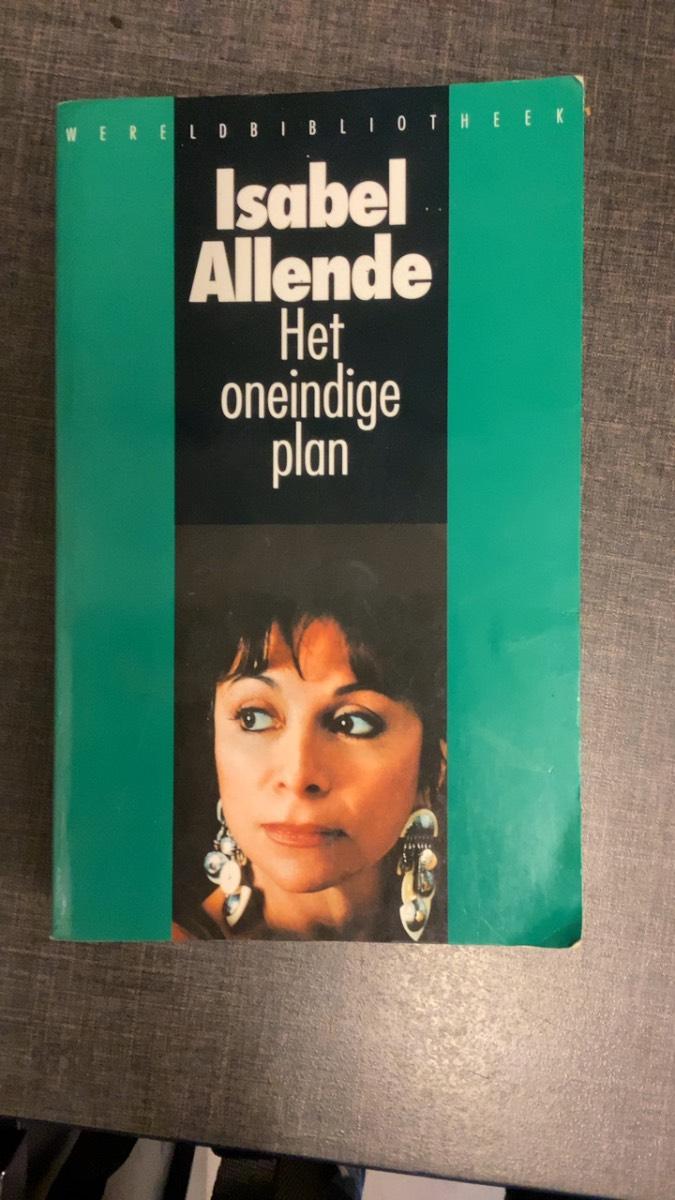 WERELDBIBLIOTHEEK
Isabel
Allende
Het
oneindige
plan